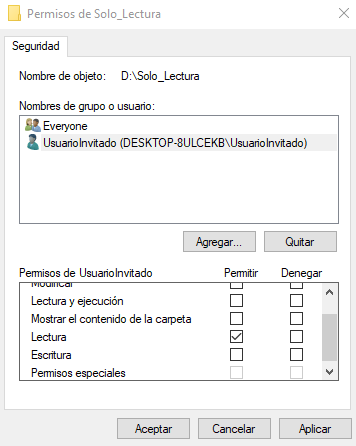 Permisos de Solo_Lectura
Seguridad
Nombre de objeto: D:\Solo_Lectura
Nombres de grupo o usuario:
Everyone
UsuarioInvitado (DESKTOP-8ULCEKB\UsuarioInvitado)
Agregar... Quitar
Permisos de UsuarioInvitado Permitir Denegar
Modificar
Lectura y ejecución
Mostrar el contenido de la carpeta
Lectura
Escritura
Permisos especiales
Aceptar Cancelar Aplicar